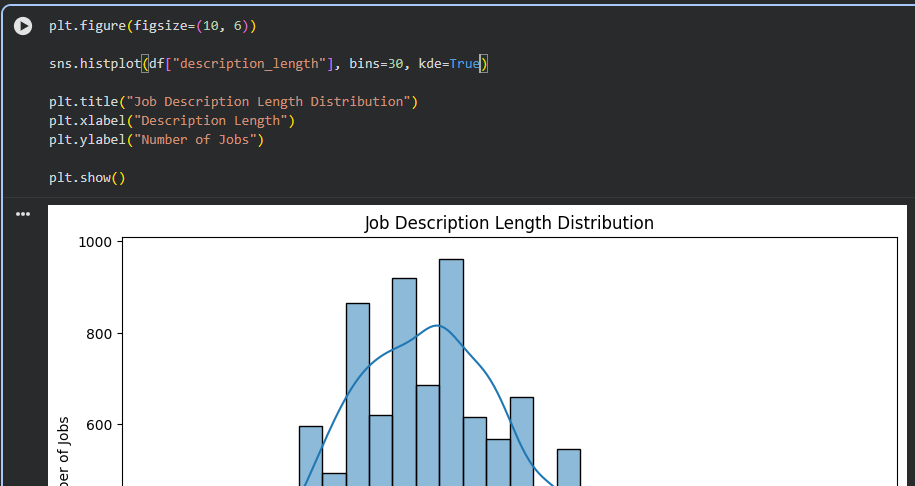 plt.figure(figsize=(10, 6))
sns.histplot(df["description_length"], bins=30, kde=True)
plt.title("Job Description Length Distribution")
plt.xlabel("Description Length")
plt.ylabel("Number of Jobs")
plt.show()
Job Description Length Distribution
1000
800
600
of Jobs